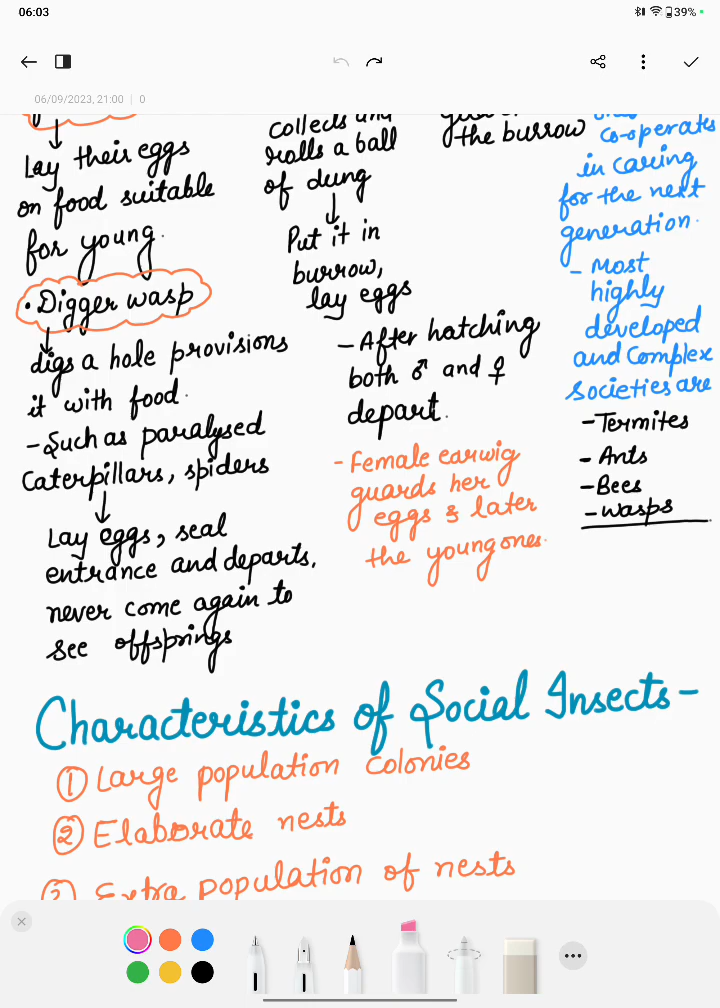 06:03
39%
06/09/2023, 21:00 | 0
Lay their eggs
on food suitable
for young.
• Digger wasp
digs a hole provisions
it with food.
- Such as paralysed
Caterpillars, spiders
Lay eggs, seal
entrance and departs,
never come again to
see offsprings
collects and
rolls a ball
of dung
Put it in
burrow,
lay eggs
- After hatching
both ♂ and ♀
depart.
- Female earwig
guards her
eggs & later
the young ones.
the burrow
co-operates
in caring
for the next
generation.
- Most
highly
developed
and Complex
Societies are
- Termites
- Ants
- Bees
- wasps
Characteristics of Social Insects -
① Large population colonies
② Elaborate nests
③ Extra population of nests